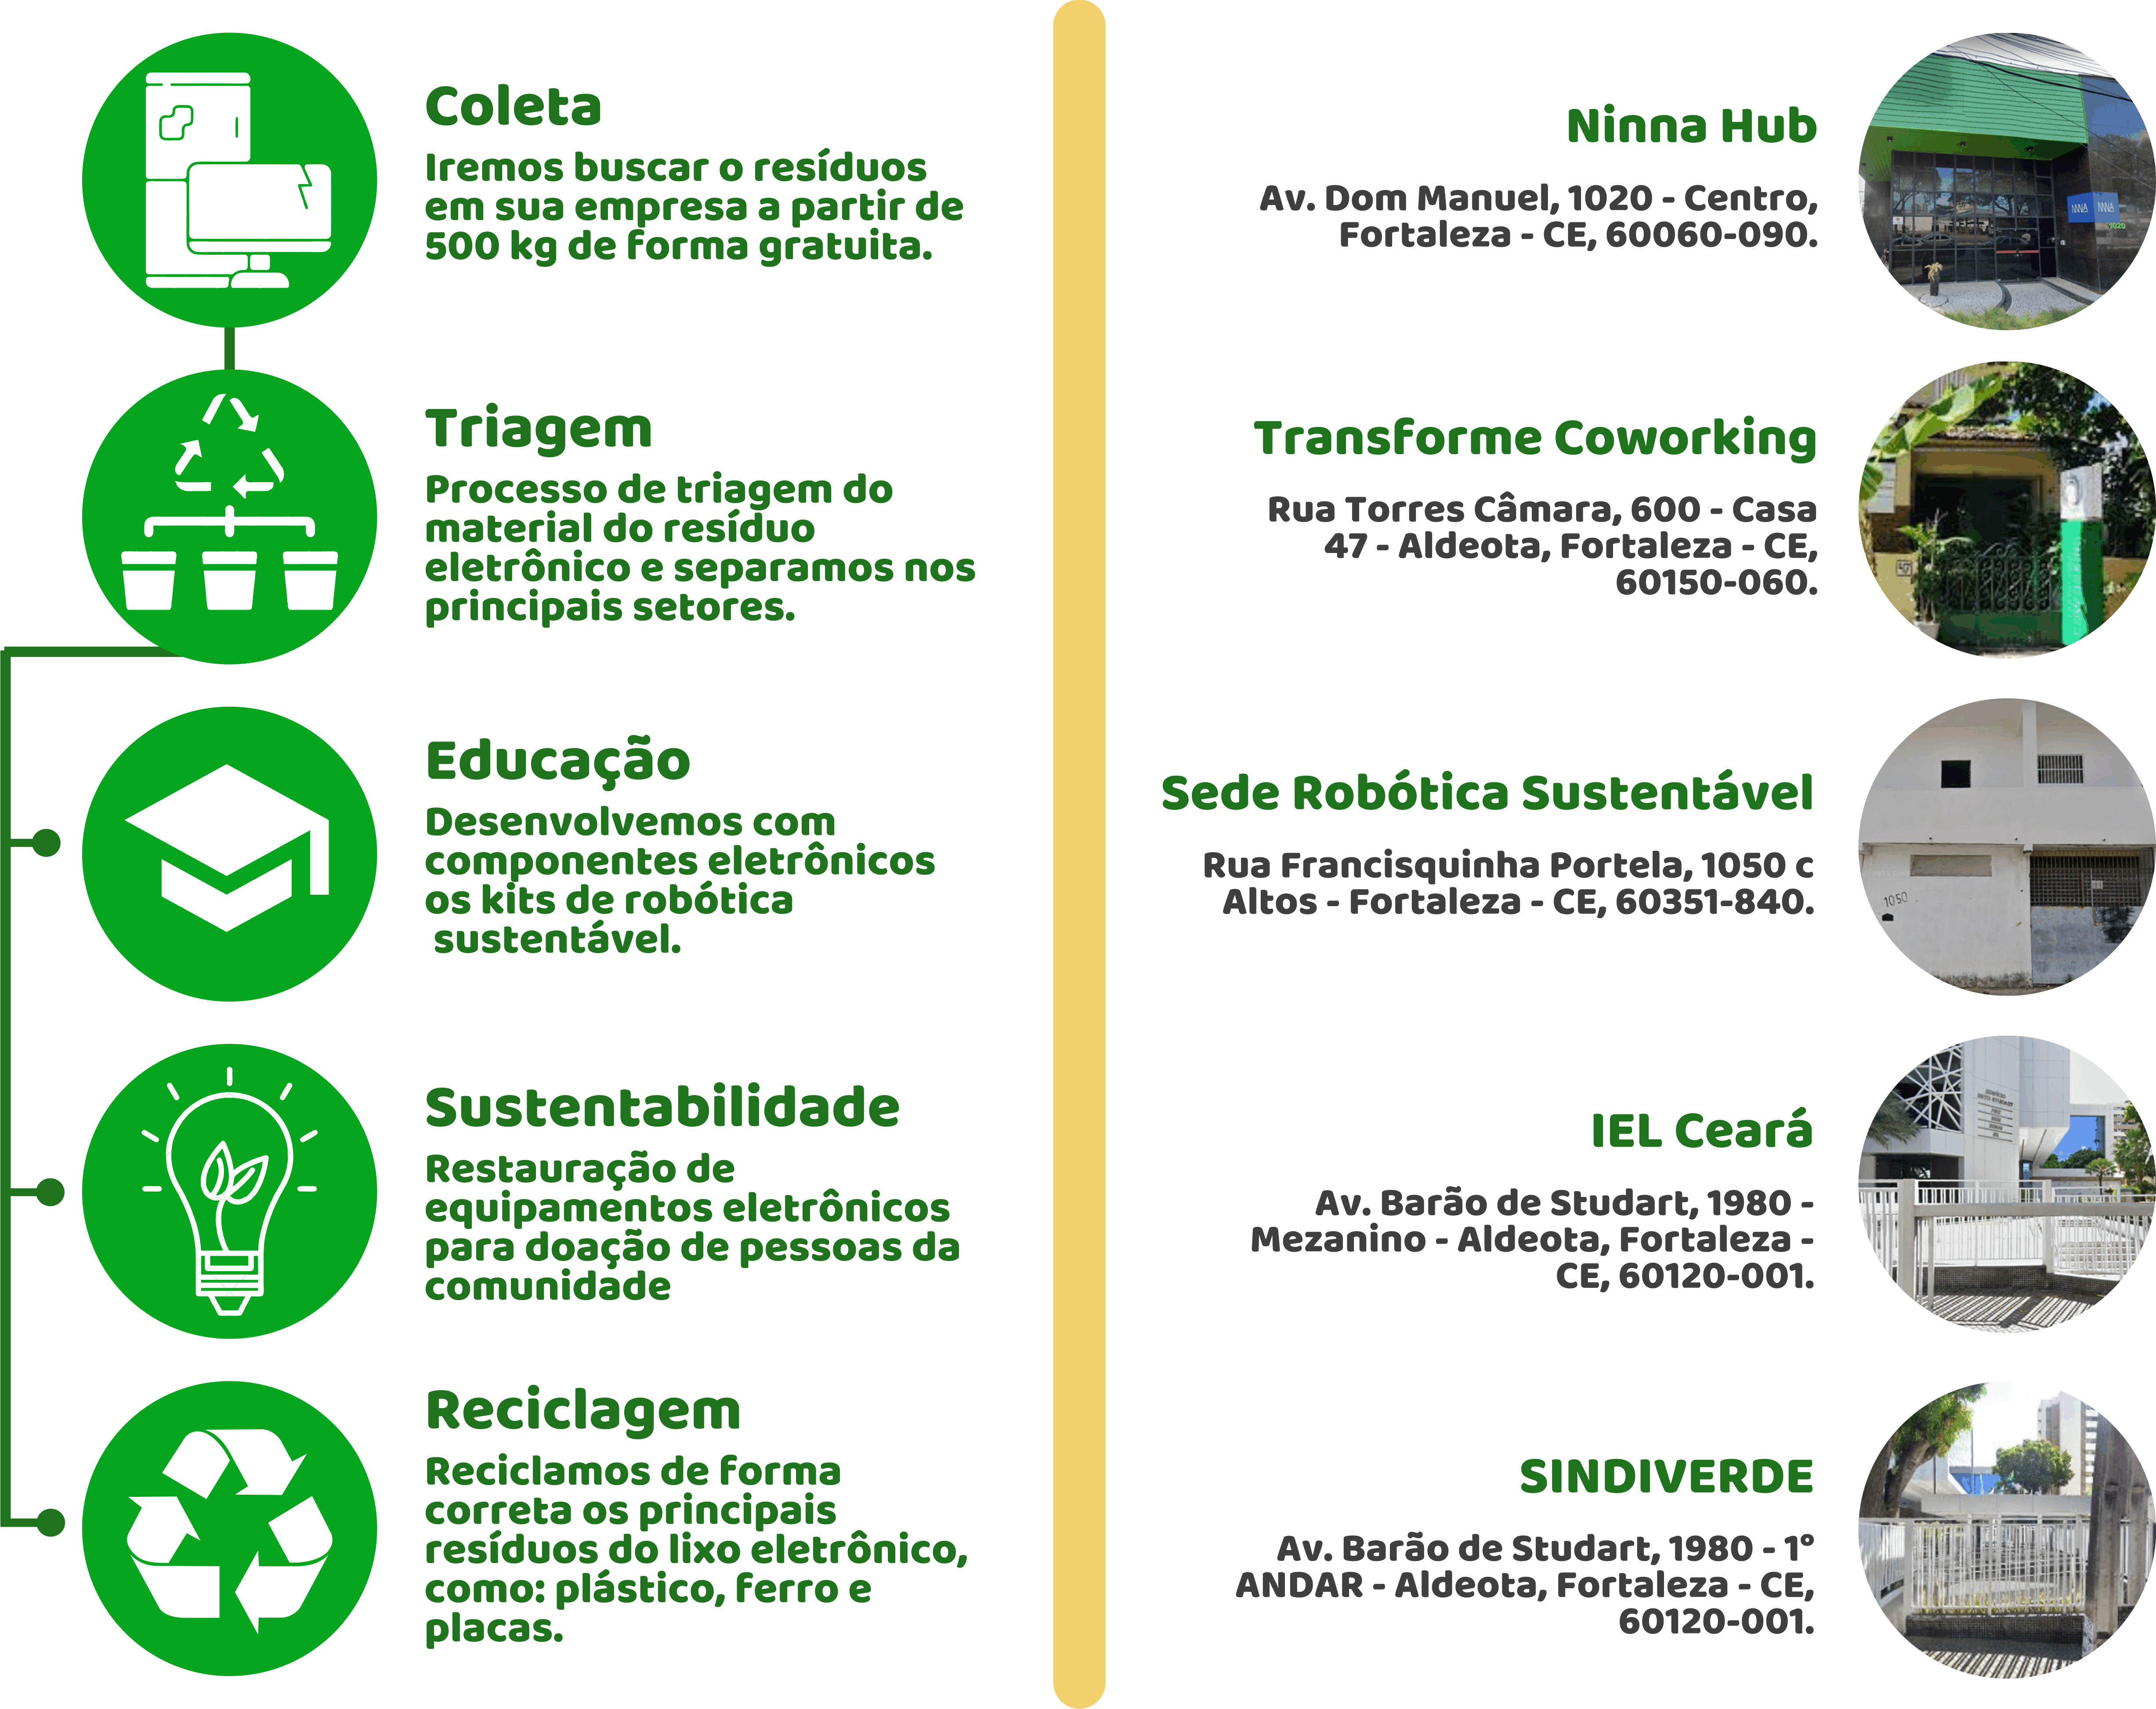 Coleta
Iremos buscar o resíduos
em sua empresa a partir de
500 kg de forma gratuita.
Triagem
Processo de triagem do
material do resíduo
eletrônico e separamos nos
principais setores.
Educação
Desenvolvemos com
componentes eletrônicos
os kits de robótica
sustentável.
Sustentabilidade
Restauração de
equipamentos eletrônicos
para doação de pessoas da
comunidade
Reciclagem
Reciclamos de forma
correta os principais
resíduos do lixo eletrônico,
como: plástico, ferro e
placas.
Ninna Hub
Av. Dom Manuel, 1020 - Centro,
Fortaleza - CE, 60060-090.
1020
Transforme Coworking
Rua Torres Câmara, 600 - Casa
47 - Aldeota, Fortaleza - CE,
60150-060.
47
Sede Robótica Sustentável
Rua Francisquinha Portela, 1050 c
Altos - Fortaleza - CE, 60351-840.
1050
IEL Ceará
Av. Barão de Studart, 1980 -
Mezanino - Aldeota, Fortaleza -
CE, 60120-001.
SINDIVERDE
Av. Barão de Studart, 1980 - 1°
ANDAR - Aldeota, Fortaleza - CE,
60120-001.